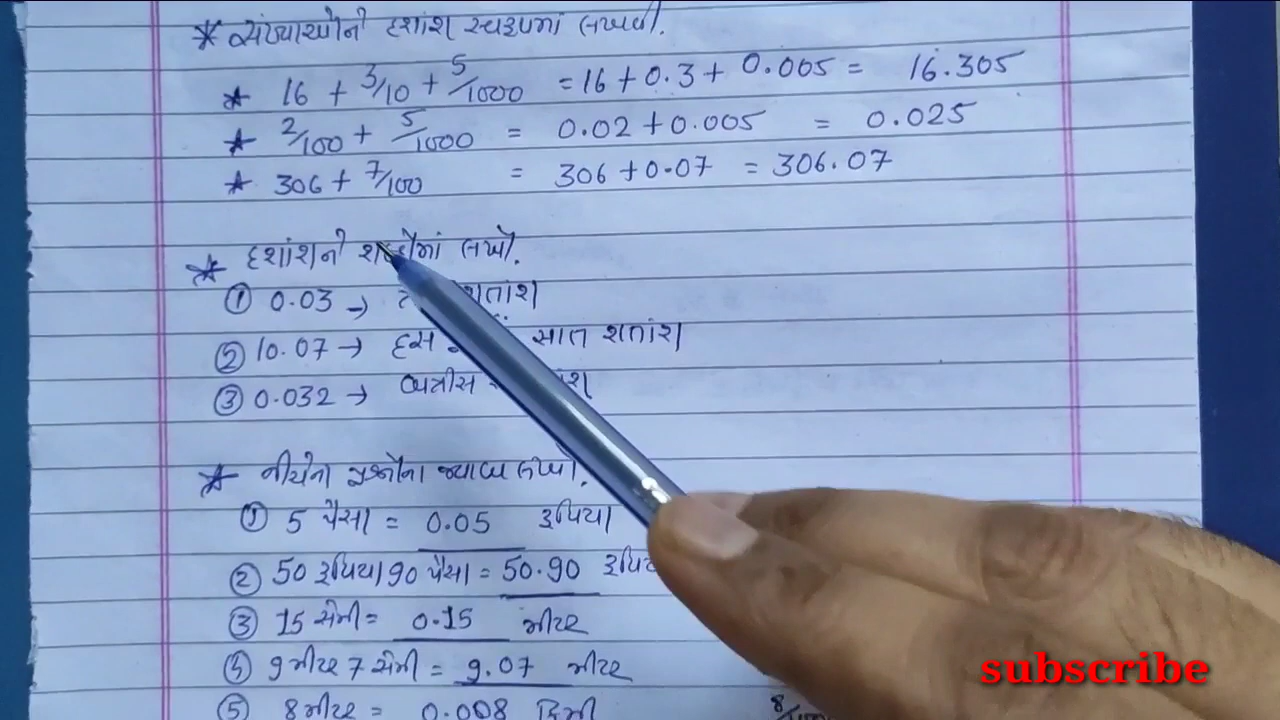 * સંખ્યાઓની દશાંશ સ્વરૂપમાં લખવી.
* 16 + 3/10 + 5/1000 = 16 + 0.3 + 0.005 = 16.305
* 2/100 + 5/1000 = 0.02 + 0.005 = 0.025
* 306 + 7/100 = 306 + 0.07 = 306.07
* દશાંશની શબ્દોમાં લખો.
① 0.03 → શતાંશ
② 10.07 → દસ સાત શતાંશ
③ 0.032 → બત્રીસ
* નીચેના પ્રશ્નોના જવાબ લખો.
① 5 પૈસા = 0.05 રૂપિયા
② 50 રૂપિયા 90 પૈસા = 50.90
③ 15 સેમી = 0.15 મીટર
④ 9 મીટર 7 સેમી = 9.07 મીટર
⑤ 8 મીટર = 0.008 કિમી
subscribe